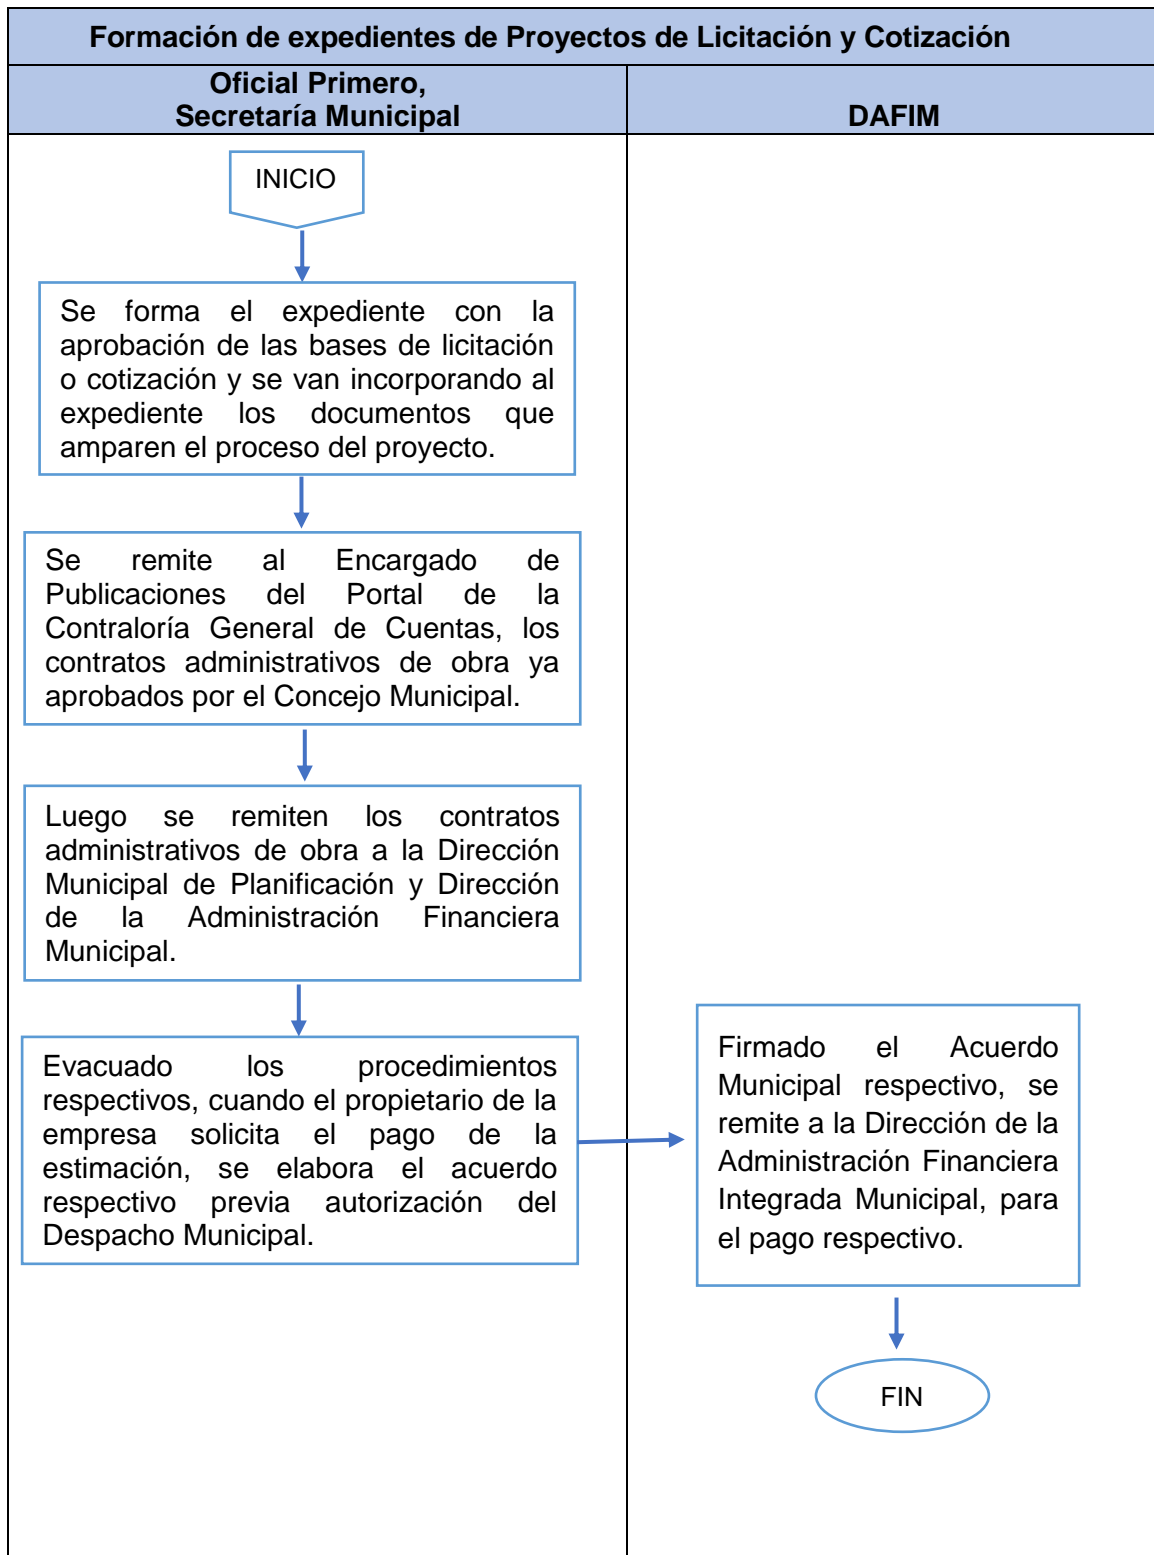 Formación de expedientes de Proyectos de Licitación y Cotización
Oficial Primero,
Secretaría Municipal
DAFIM
INICIO
Se forma el expediente con la
aprobación de las bases de licitación
o cotización y se van incorporando al
expediente los documentos que
amparen el proceso del proyecto.
Se remite al Encargado de
Publicaciones del Portal de la
Contraloría General de Cuentas, los
contratos administrativos de obra ya
aprobados por el Concejo Municipal.
Luego se remiten los contratos
administrativos de obra a la Dirección
Municipal de Planificación y Dirección
de la Administración Financiera
Municipal.
Evacuado los procedimientos
respectivos, cuando el propietario de la
empresa solicita el pago de la
estimación, se elabora el acuerdo
respectivo previa autorización del
Despacho Municipal.
Firmado el Acuerdo
Municipal respectivo, se
remite a la Dirección de la
Administración Financiera
Integrada Municipal, para
el pago respectivo.
FIN